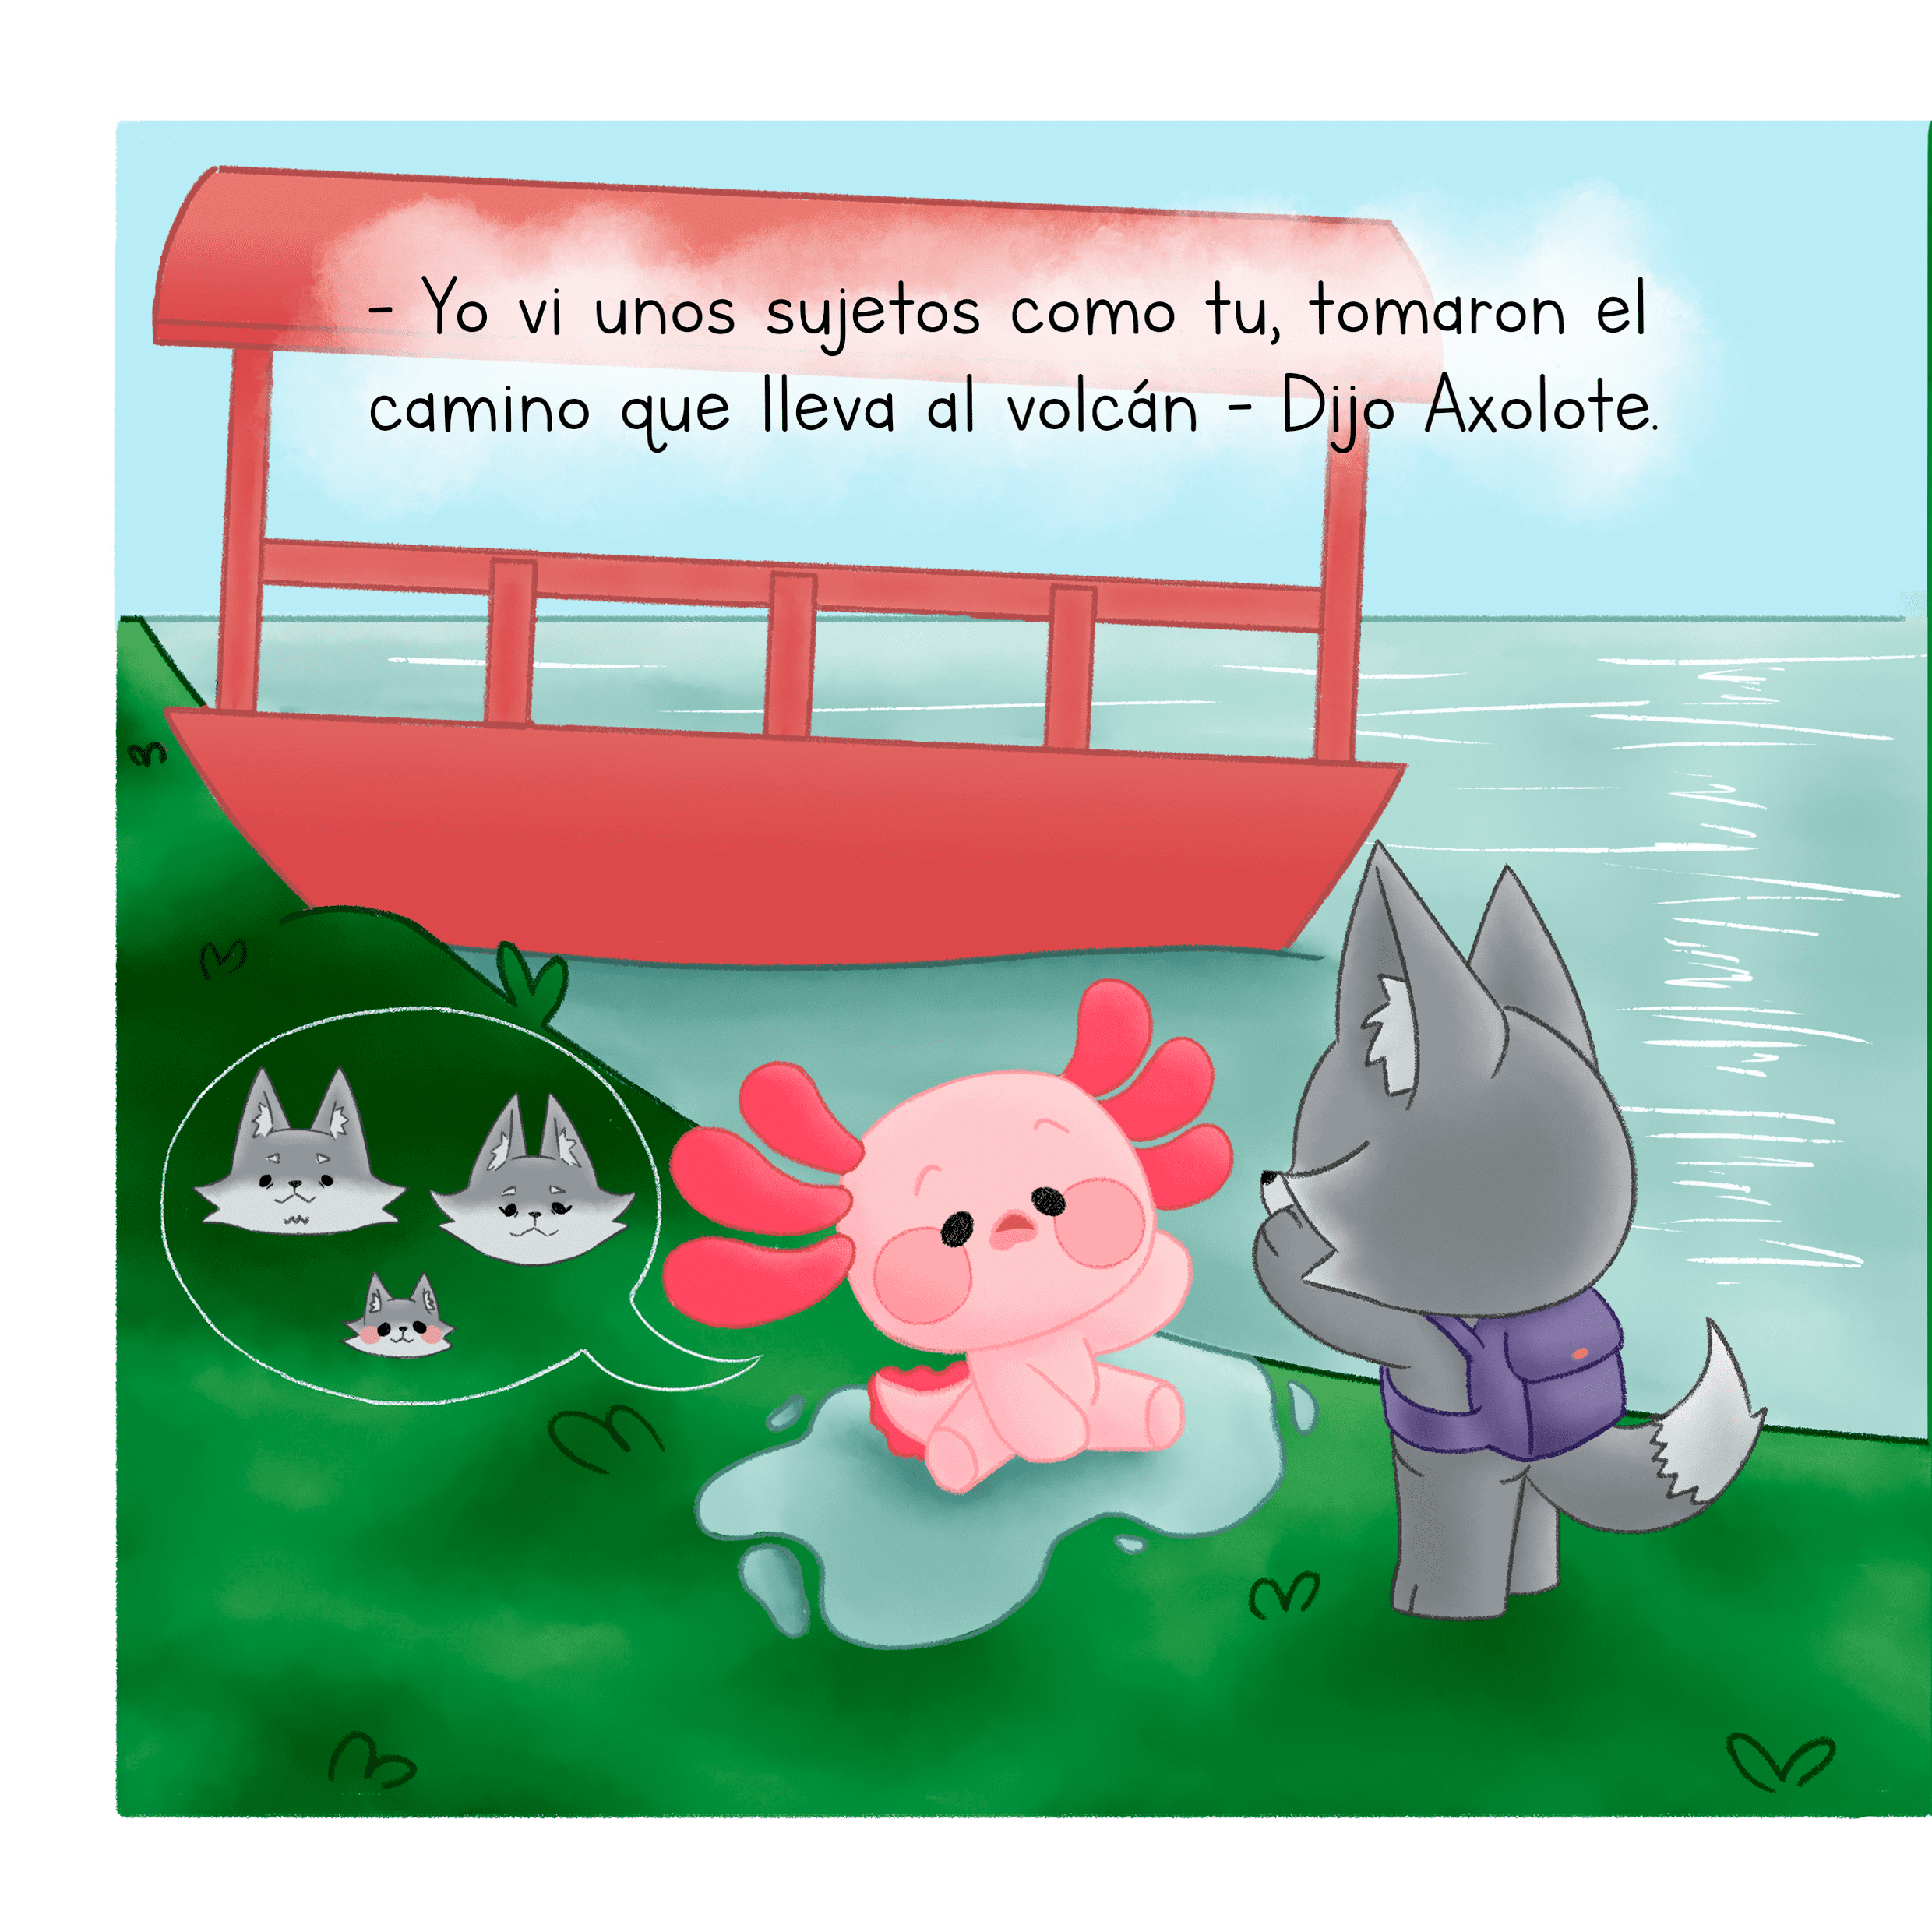 - Yo vi unos sujetos como tu, tomaron el
camino que lleva al volcán - Dijo Axolote.